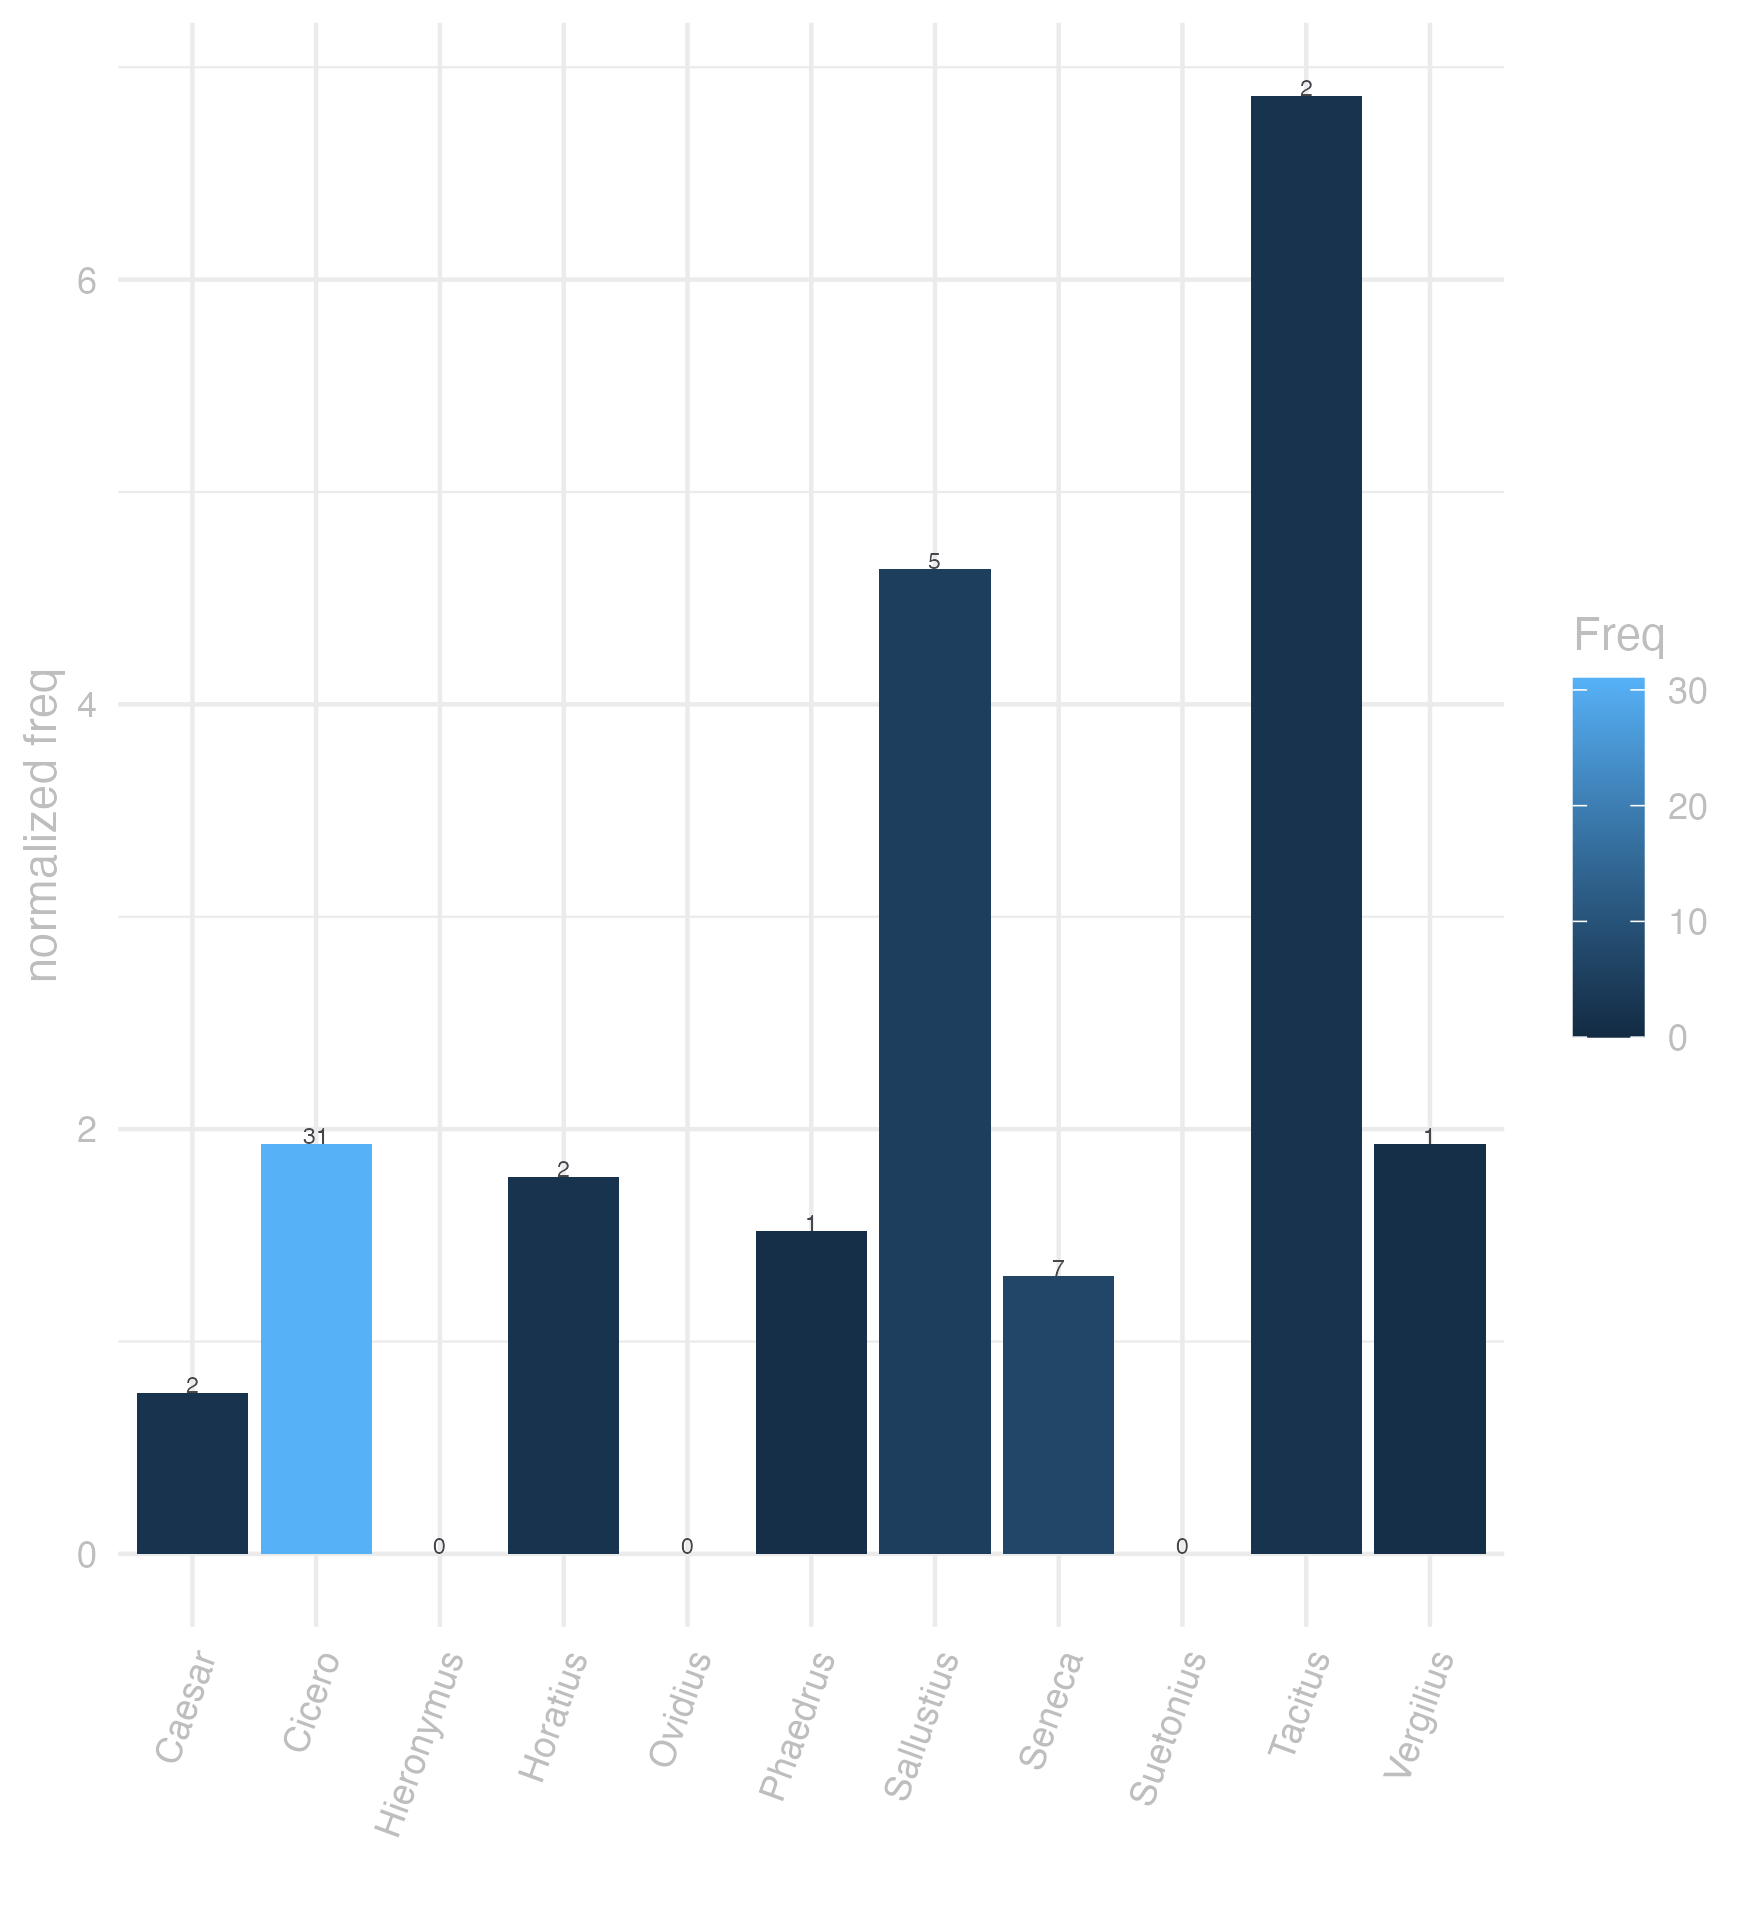 normalized freq
6
4
2
0
2
31
0
2
0
1
5
7
0
2
1
Caesar
Cicero
Hieronymus
Horatius
Ovidius
Phaedrus
Sallustius
Seneca
Suetonius
Tacitus
Vergilius
Freq
30
20
10
0